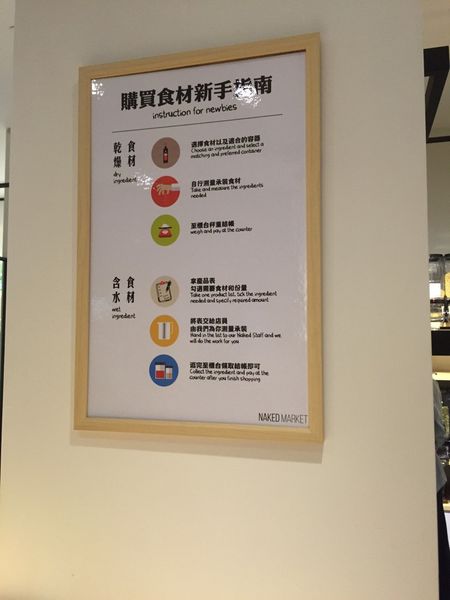 購買食材新手指南
instruction for newbies
乾燥食材
dry
ingredient
選擇食材以及適合的容器
Choose an ingredient and select a
matching and preferred container
自行測量承裝食材
Take and measure the ingredients
needed
至櫃台秤重結帳
weigh and pay at the counter
含水食材
wet
ingredient
拿產品表
勾選需要食材和份量
Take one product list, tick the ingredient
needed and specify required amount
將表交給店員
由我們為你測量承裝
Hand in the list to our Naked Staff and we
will do the work for you
逛完至櫃台領取結帳即可
Collect the ingredient and pay at the
counter after you finish shopping
NAKED MARKET